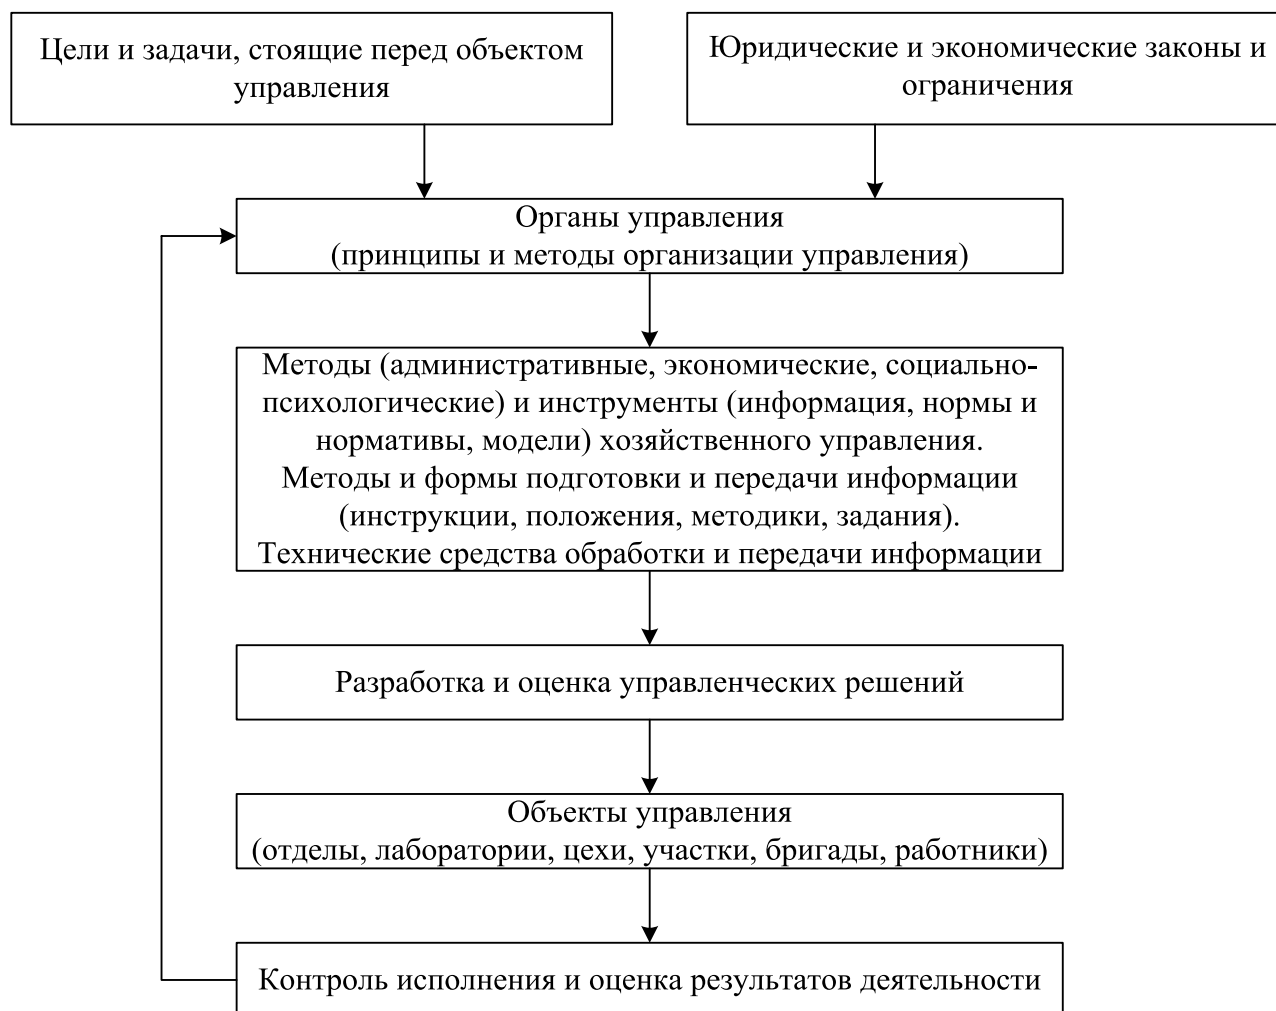 Цели и задачи, стоящие перед объектом
управления
Юридические и экономические законы и
ограничения
Органы управления
(принципы и методы организации управления)
Методы (административные, экономические, социально-
психологические) и инструменты (информация, нормы и
нормативы, модели) хозяйственного управления.
Методы и формы подготовки и передачи информации
(инструкции, положения, методики, задания).
Технические средства обработки и передачи информации
Разработка и оценка управленческих решений
Объекты управления
(отделы, лаборатории, цехи, участки, бригады, работники)
Контроль исполнения и оценка результатов деятельности